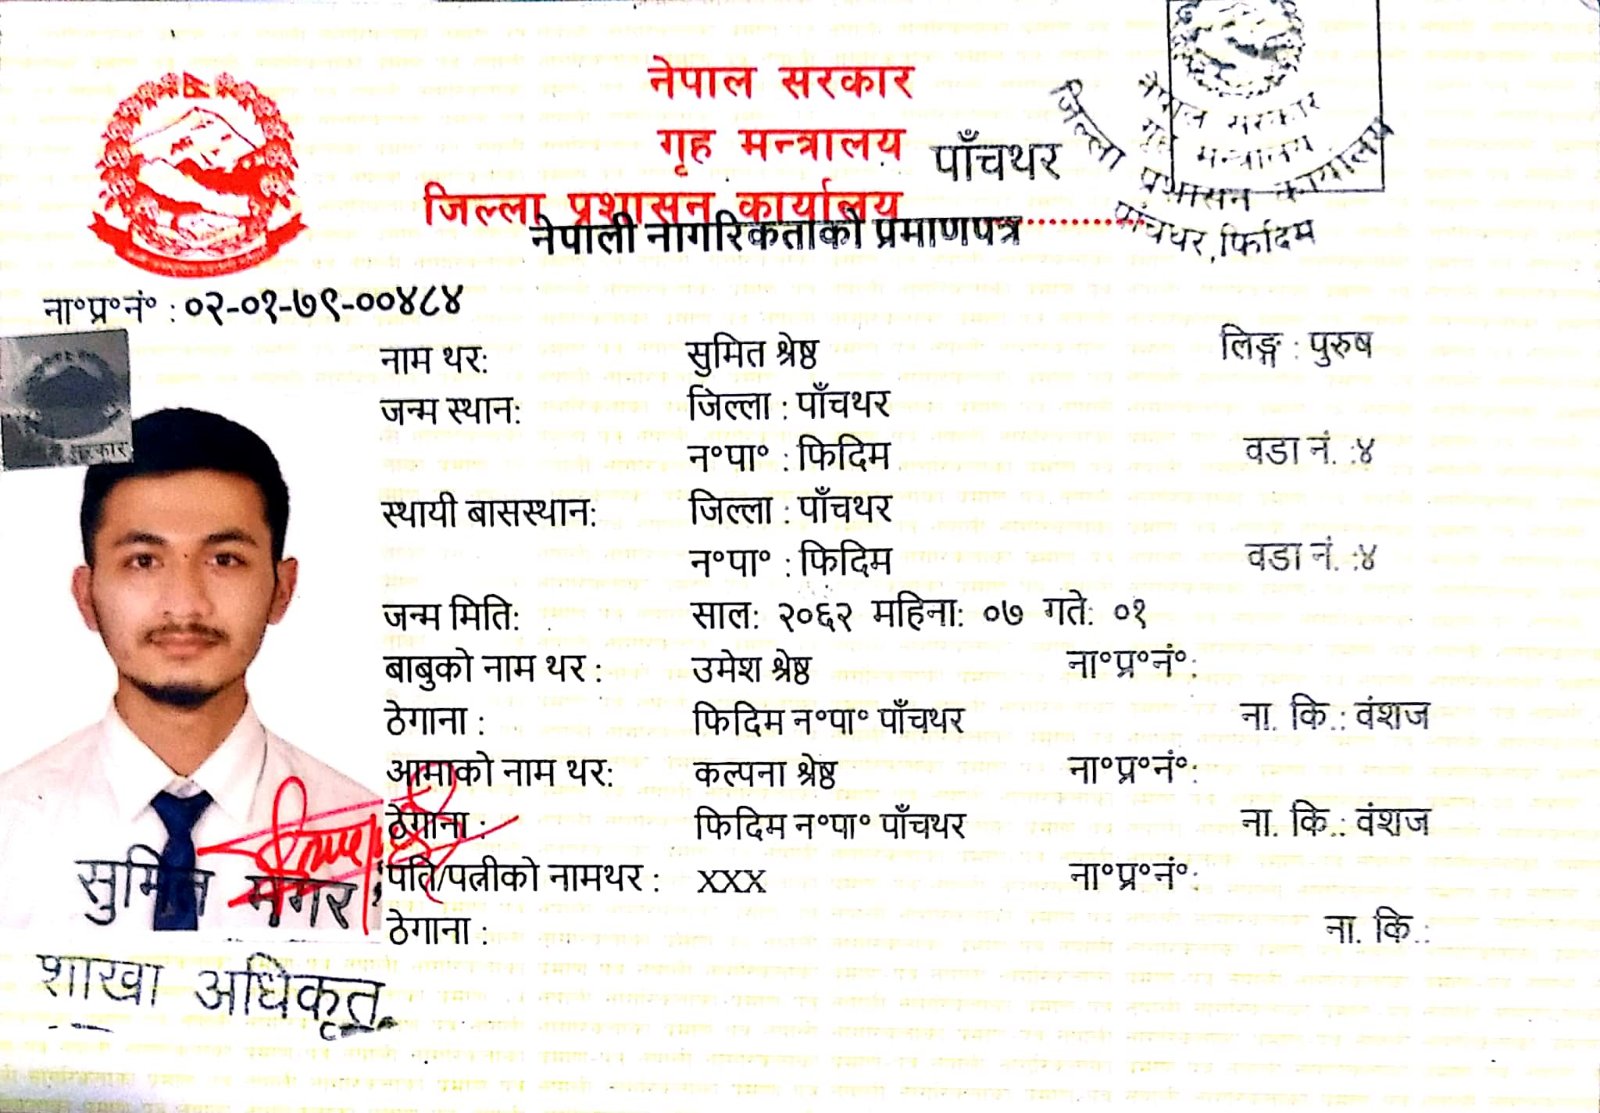 नेपाल सरकार
गृह मन्त्रालय
जिल्ला प्रशासन कार्यालय पाँचथर
नेपाली नागरिकताको प्रमाणपत्र
नेपाल सरकार
गृह मन्त्रालय
जिल्ला प्रशासन कार्यालय
पाँचथर, फिदिम
ना॰प्र॰नं॰ : ०२-०१-७९-००४८४
नाम थर: सुमित श्रेष्ठ लिङ्ग : पुरुष
जन्म स्थान: जिल्ला : पाँचथर
न॰पा॰ : फिदिम वडा नं. :४
स्थायी बासस्थान: जिल्ला : पाँचथर
न॰पा॰ : फिदिम वडा नं. :४
जन्म मिति: साल: २०६२ महिना: ०७ गते: ०१
बाबुको नाम थर : उमेश श्रेष्ठ ना॰प्र॰नं॰:
ठेगाना : फिदिम न॰पा॰ पाँचथर ना. कि.: वंशज
आमाको नाम थर: कल्पना श्रेष्ठ ना॰प्र॰नं॰:
ठेगाना : फिदिम न॰पा॰ पाँचथर ना. कि.: वंशज
पति/पत्नीको नामथर : xxx ना॰प्र॰नं॰:
ठेगाना : ना. कि.:
सरकार
सुमित मगर
शाखा अधिकृत